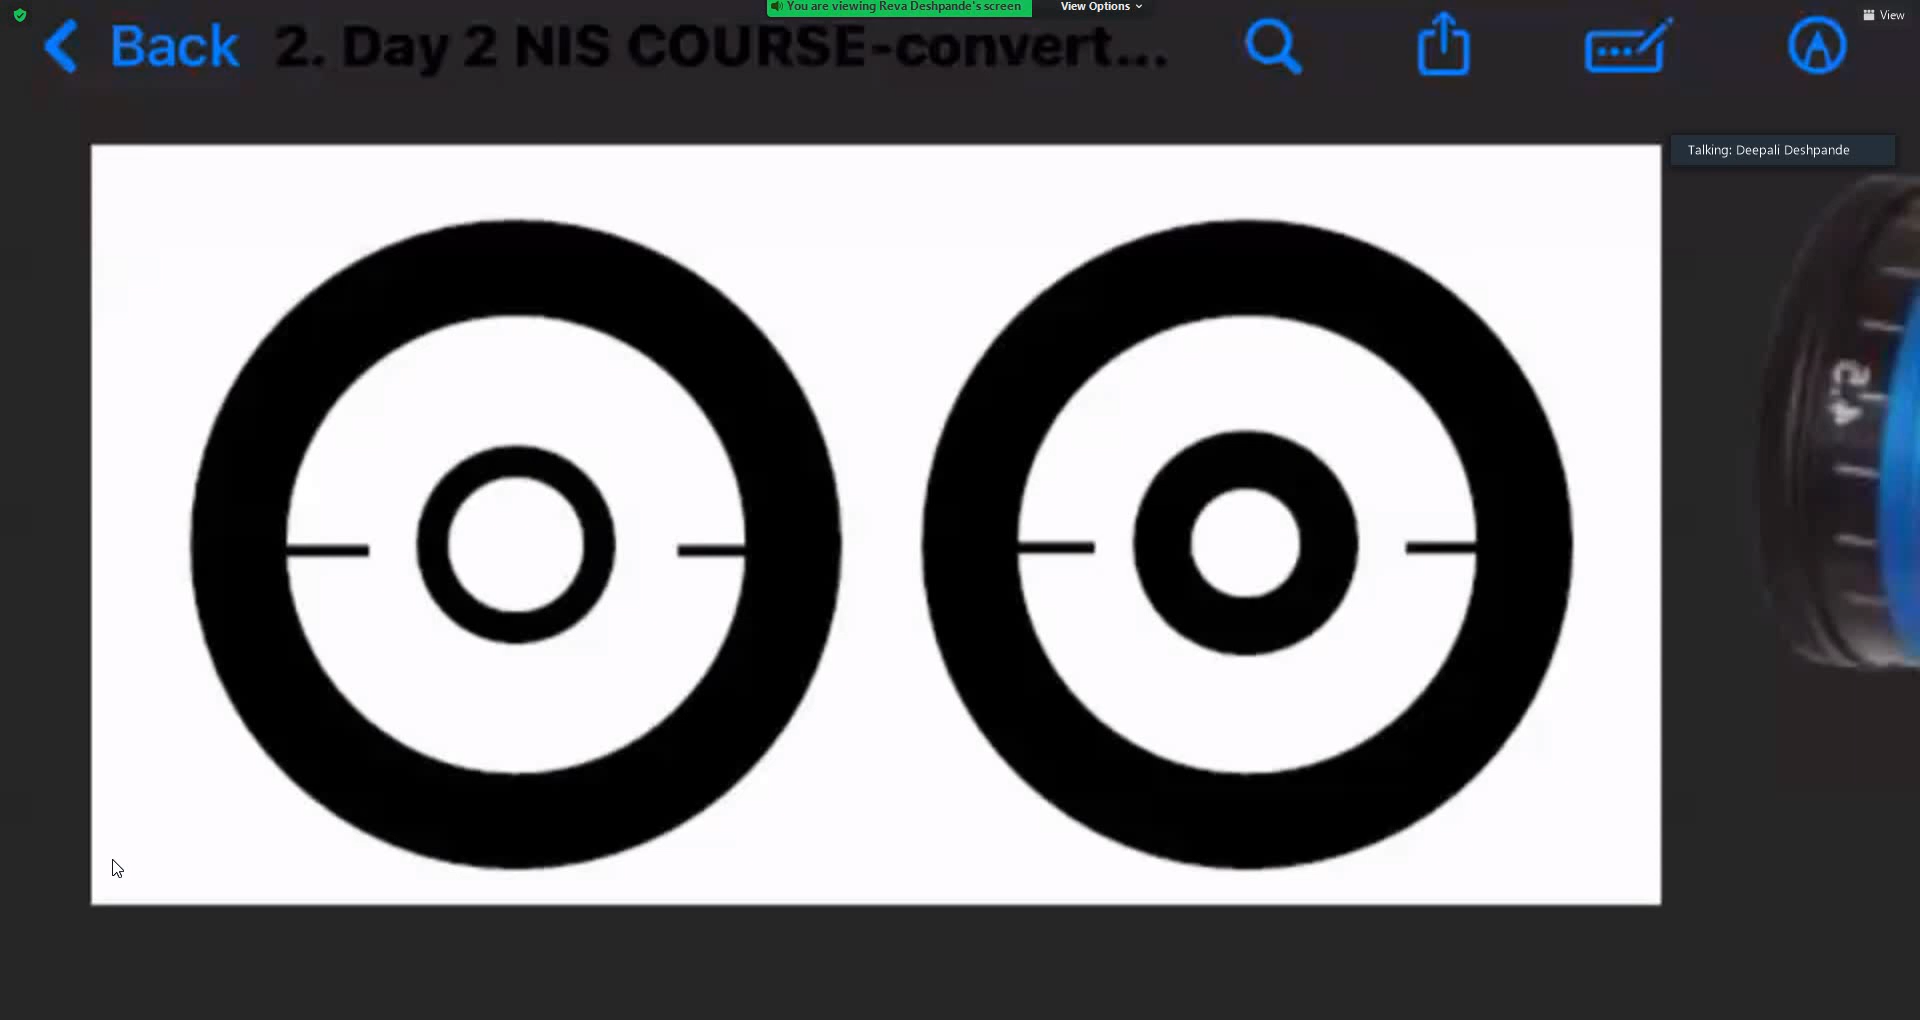 You are viewing Reva Deshpande's screen
View Options
View
Back
2. Day 2 NIS COURSE-convert...
Talking: Deepali Deshpande